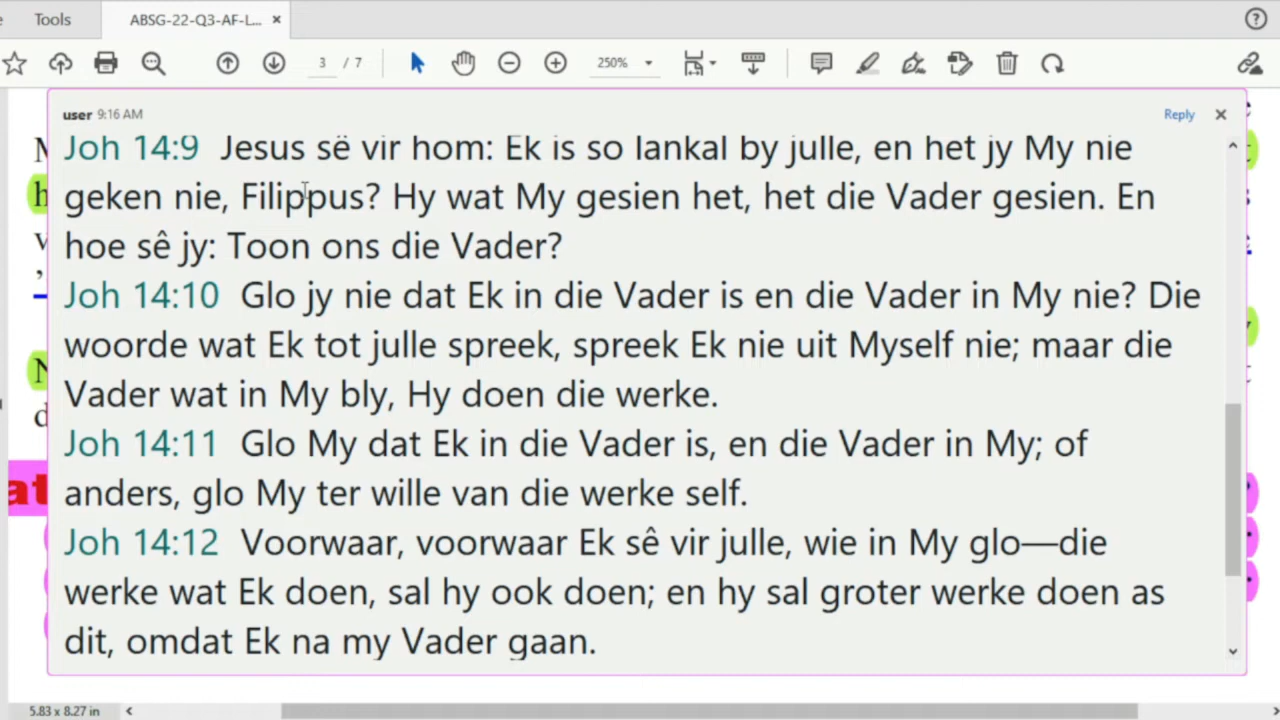 Tools
ABSG-22-Q3-AF-L... ×
3 / 7
250%
user 9:16 AM
Reply
Joh 14:9 Jesus së vir hom: Ek is so lankal by julle, en het jy My nie
geken nie, Filippus? Hy wat My gesien het, het die Vader gesien. En
hoe sê jy: Toon ons die Vader?
Joh 14:10 Glo jy nie dat Ek in die Vader is en die Vader in My nie? Die
woorde wat Ek tot julle spreek, spreek Ek nie uit Myself nie; maar die
Vader wat in My bly, Hy doen die werke.
Joh 14:11 Glo My dat Ek in die Vader is, en die Vader in My; of
anders, glo My ter wille van die werke self.
Joh 14:12 Voorwaar, voorwaar Ek sê vir julle, wie in My glo—die
werke wat Ek doen, sal hy ook doen; en hy sal groter werke doen as
dit, omdat Ek na my Vader gaan.
5.83 x 8.27 in